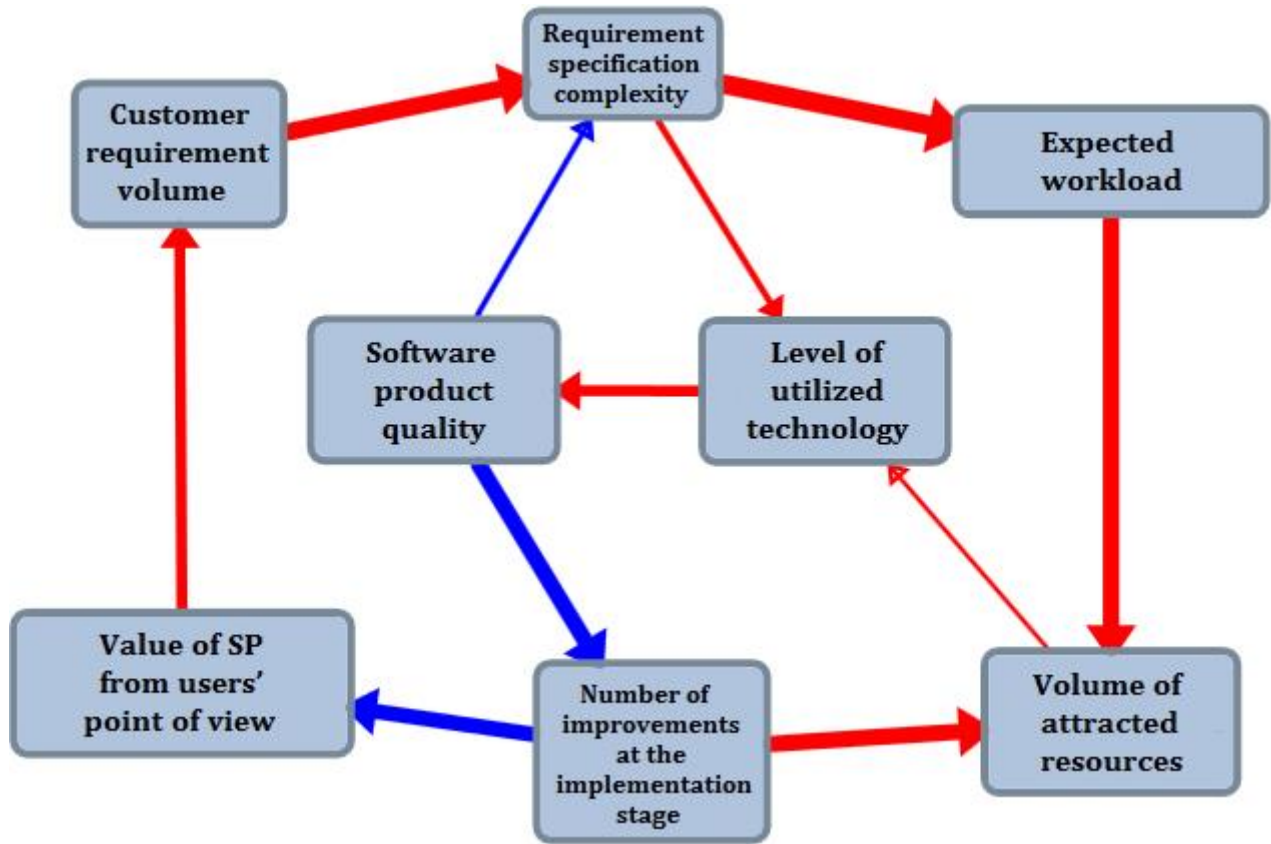 Requirement
specification
complexity
Customer
requirement
volume
Expected
workload
Software
product
quality
Level of
utilized
technology
Value of SP
from users’
point of view
Number of
improvements
at the
implementation
stage
Volume of
attracted
resources